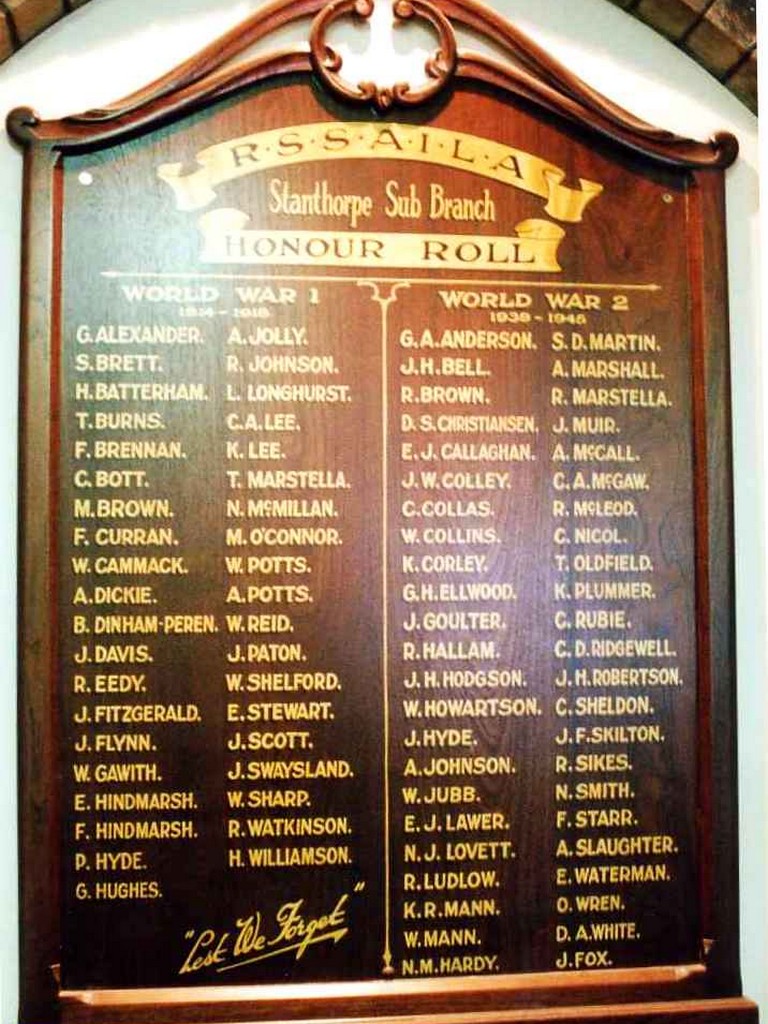 R·S·S·A·I·L·A
Stanthorpe Sub Branch
HONOUR ROLL
WORLD WAR 1
1914 - 1918
G. ALEXANDER.
S. BRETT.
H. BATTERHAM.
T. BURNS.
F. BRENNAN.
C. BOTT.
M. BROWN.
F. CURRAN.
W. CAMMACK.
A. DICKIE.
B. DINHAM-PEREN.
J. DAVIS.
R. EEDY.
J. FITZGERALD.
J. FLYNN.
W. GAWITH.
E. HINDMARSH.
F. HINDMARSH.
P. HYDE.
G. HUGHES.
A. JOLLY.
R. JOHNSON.
L. LONGHURST.
C. A. LEE.
K. LEE.
T. MARSTELLA.
N. McMILLAN.
M. O'CONNOR.
W. POTTS.
A. POTTS.
W. REID.
J. PATON.
W. SHELFORD.
E. STEWART.
J. SCOTT.
J. SWAYSLAND.
W. SHARP.
R. WATKINSON.
H. WILLIAMSON.
"Lest We Forget"
WORLD WAR 2
1939 - 1945
G. A. ANDERSON.
J. H. BELL.
R. BROWN.
D. S. CHRISTIANSEN.
E. J. CALLAGHAN.
J. W. COLLEY.
C. COLLAS.
W. COLLINS.
K. CORLEY.
G. H. ELLWOOD.
J. GOULTER.
R. HALLAM.
J. H. HODGSON.
W. HOWARTSON.
J. HYDE.
A. JOHNSON.
W. JUBB.
E. J. LAWER.
N. J. LOVETT.
R. LUDLOW.
K. R. MANN.
W. MANN.
N. M. HARDY.
S. D. MARTIN.
A. MARSHALL.
R. MARSTELLA.
J. MUIR.
A. McCALL.
C. A. McGAW.
R. McLEOD.
C. NICOL.
T. OLDFIELD.
K. PLUMMER.
C. RUBIE.
C. D. RIDGEWELL.
J. H. ROBERTSON.
C. SHELDON.
J. F. SKILTON.
R. SIKES.
N. SMITH.
F. STARR.
A. SLAUGHTER.
E. WATERMAN.
O. WREN.
D. A. WHITE.
J. FOX.